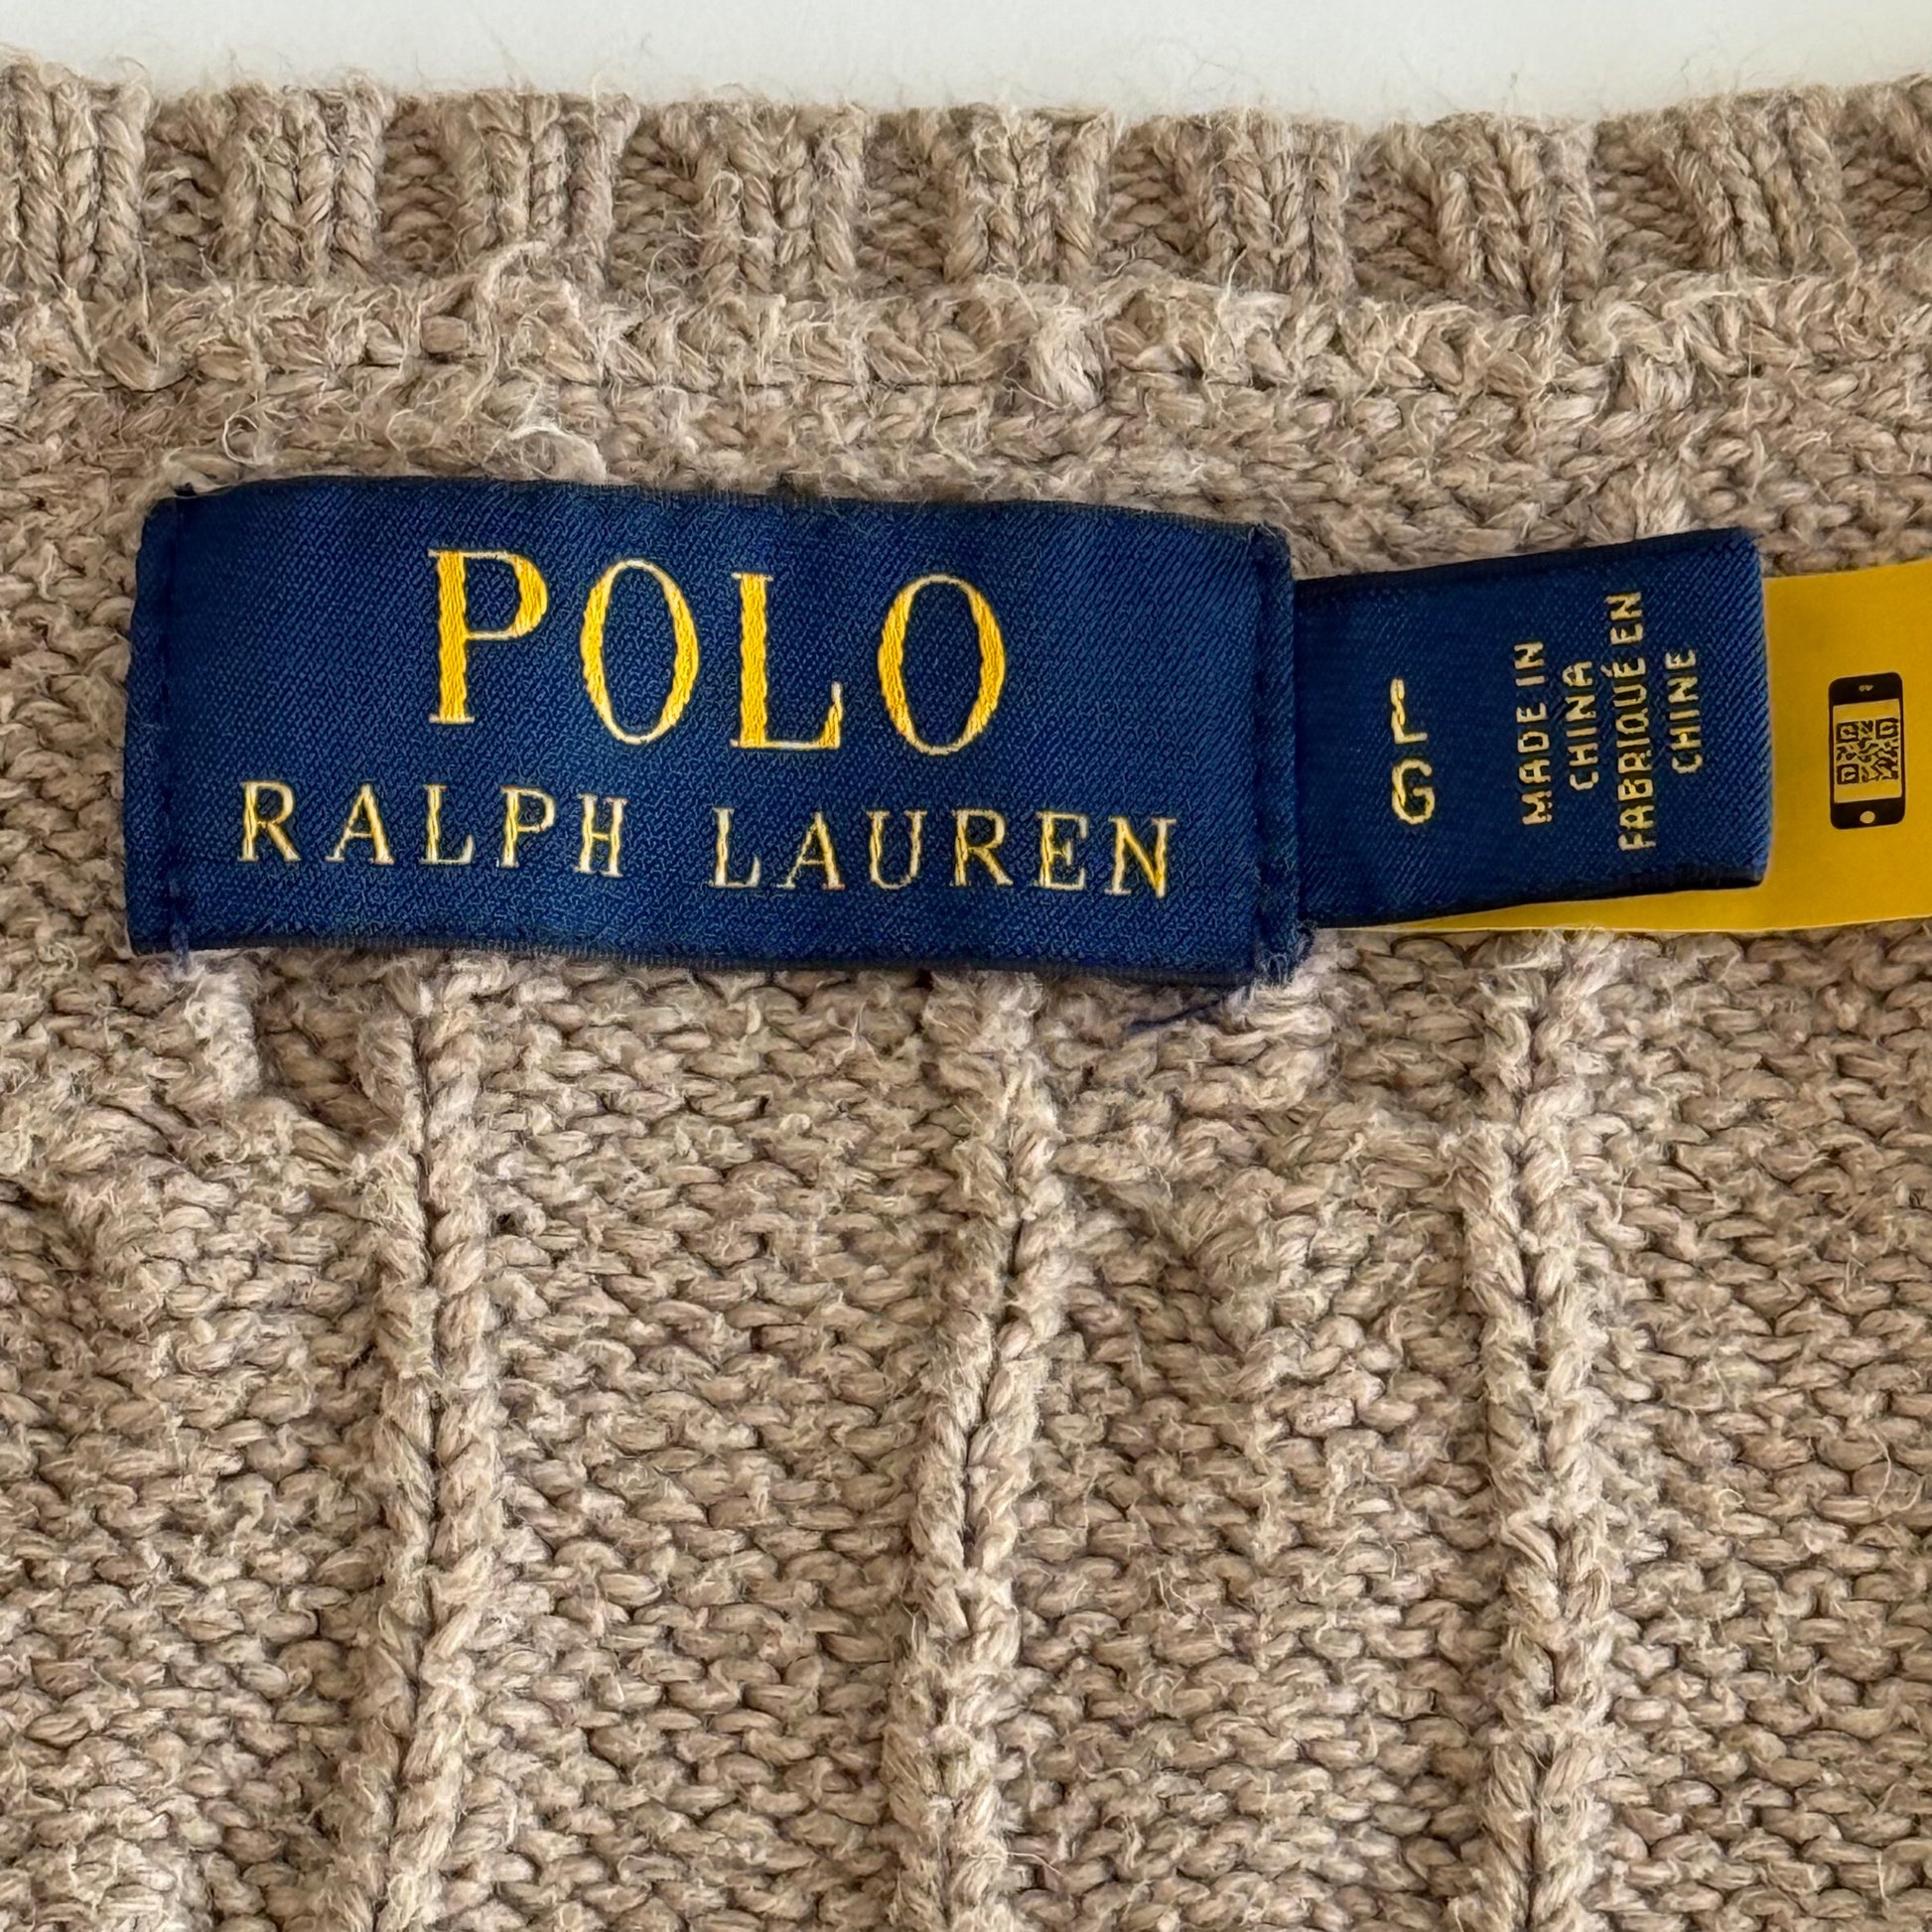 POLO
RALPH LAUREN
L
G
MADE IN
CHINA
FABRIQUÉ EN
CHINE